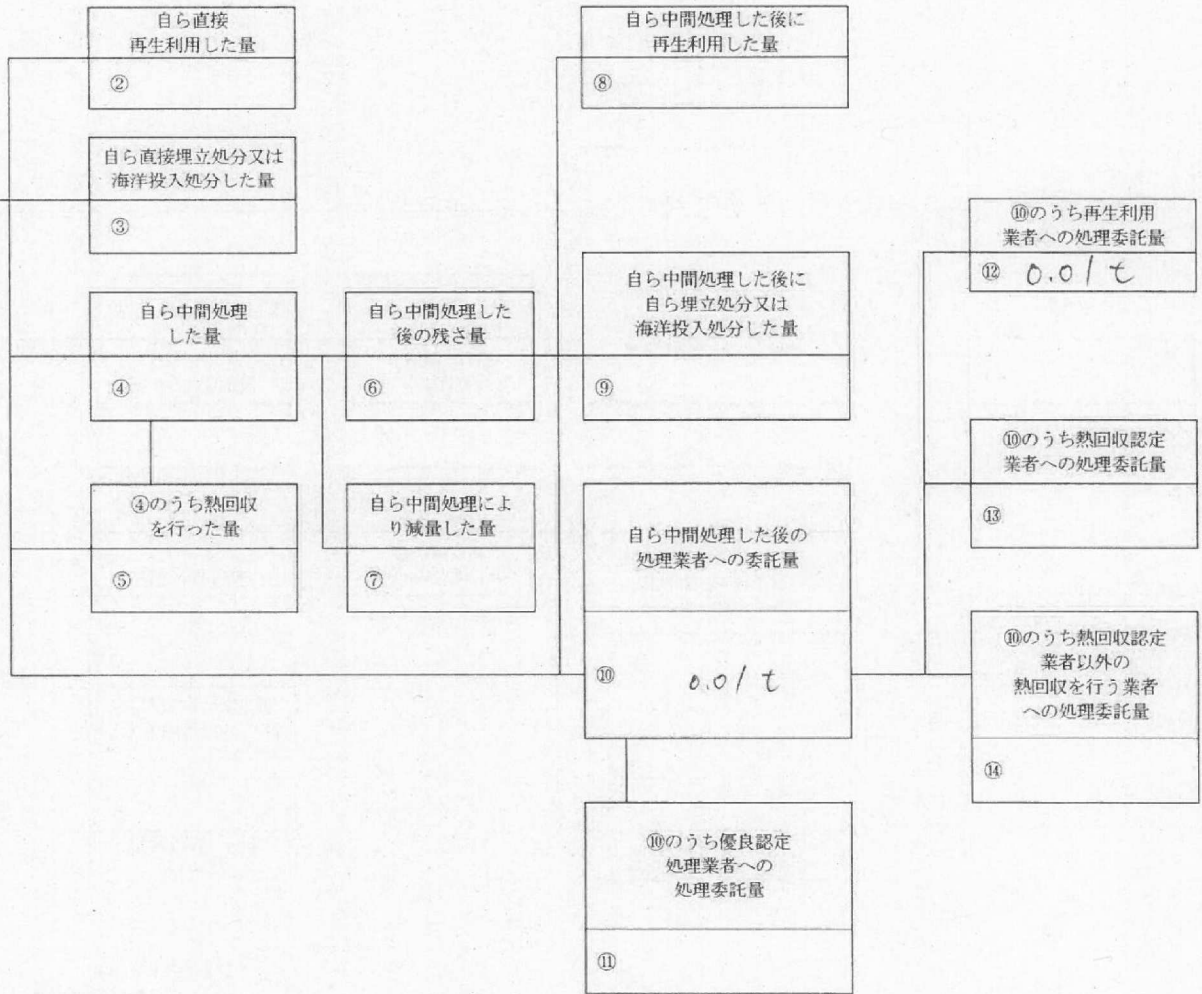 自ら直接
再生利用した量
②
自ら中間処理した後に
再生利用した量
⑧
自ら直接埋立処分又は
海洋投入処分した量
③
⑩のうち再生利用
業者への処理委託量
⑫ 0.01 t
自ら中間処理
した量
④
自ら中間処理した
後の残さ量
⑥
自ら中間処理した後に
自ら埋立処分又は
海洋投入処分した量
⑨
⑩のうち熱回収認定
業者への処理委託量
⑬
④のうち熱回収
を行った量
⑤
自ら中間処理によ
り減量した量
⑦
自ら中間処理した後の
処理業者への委託量
⑩ 0.01 t
⑩のうち熱回収認定
業者以外の
熱回収を行う業者
への処理委託量
⑭
⑩のうち優良認定
処理業者への
処理委託量
⑪